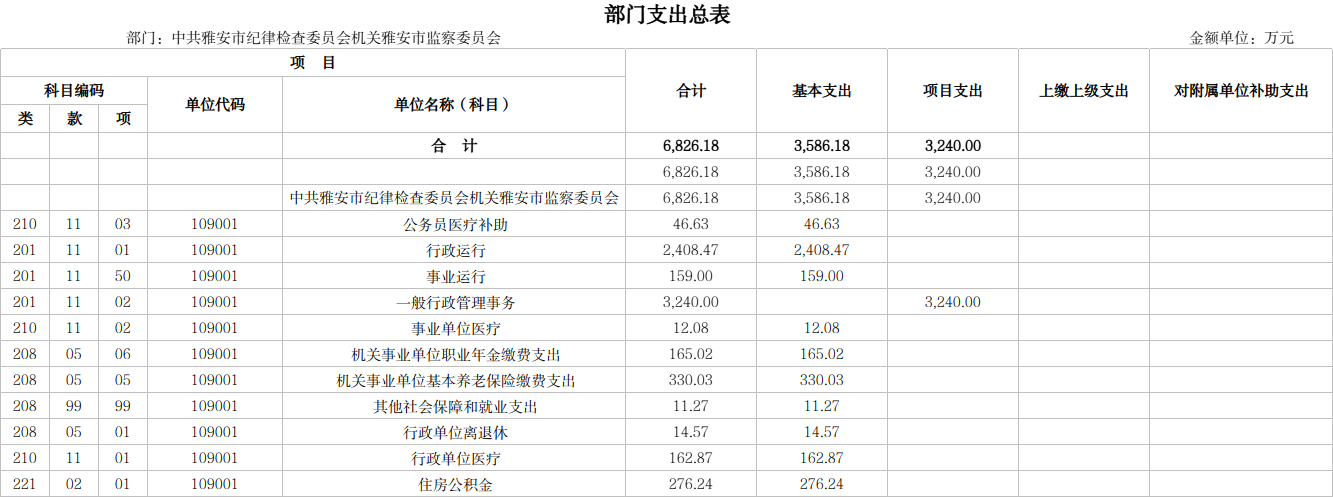 部门支出总表
部门：中共雅安市纪律检查委员会机关雅安市监察委员会 金额单位：万元
项 目
科目编码 单位代码 单位名称（科目） 合计 基本支出 项目支出 上缴上级支出 对附属单位补助支出
类 款 项
合 计 6,826.18 3,586.18 3,240.00
6,826.18 3,586.18 3,240.00
中共雅安市纪律检查委员会机关雅安市监察委员会 6,826.18 3,586.18 3,240.00
210 11 03 109001 公务员医疗补助 46.63 46.63
201 11 01 109001 行政运行 2,408.47 2,408.47
201 11 50 109001 事业运行 159.00 159.00
201 11 02 109001 一般行政管理事务 3,240.00 3,240.00
210 11 02 109001 事业单位医疗 12.08 12.08
208 05 06 109001 机关事业单位职业年金缴费支出 165.02 165.02
208 05 05 109001 机关事业单位基本养老保险缴费支出 330.03 330.03
208 99 99 109001 其他社会保障和就业支出 11.27 11.27
208 05 01 109001 行政单位离退休 14.57 14.57
210 11 01 109001 行政单位医疗 162.87 162.87
221 02 01 109001 住房公积金 276.24 276.24